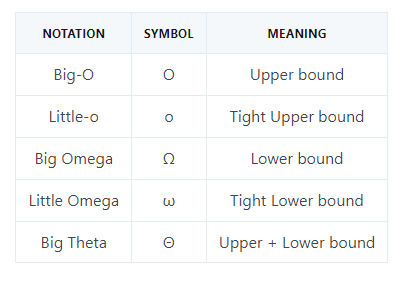 NOTATION SYMBOL MEANING
Big-O O Upper bound
Little-o o Tight Upper bound
Big Omega Ω Lower bound
Little Omega ω Tight Lower bound
Big Theta Θ Upper + Lower bound